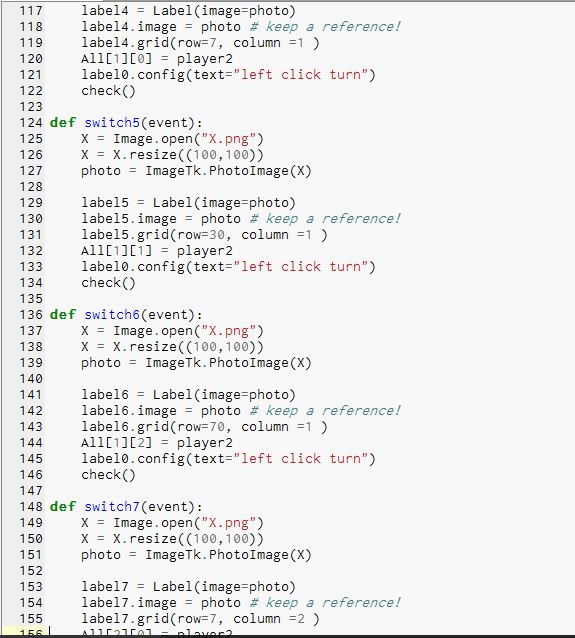 117 label4 = Label(image=photo)
118 label4.image = photo # keep a reference!
119 label4.grid(row=7, column =1 )
120 All[1][0] = player2
121 label0.config(text="left click turn")
122 check()
123
124 def switch5(event):
125 X = Image.open("X.png")
126 X = X.resize((100,100))
127 photo = ImageTk.PhotoImage(X)
128
129 label5 = Label(image=photo)
130 label5.image = photo # keep a reference!
131 label5.grid(row=30, column =1 )
132 All[1][1] = player2
133 label0.config(text="left click turn")
134 check()
135
136 def switch6(event):
137 X = Image.open("X.png")
138 X = X.resize((100,100))
139 photo = ImageTk.PhotoImage(X)
140
141 label6 = Label(image=photo)
142 label6.image = photo # keep a reference!
143 label6.grid(row=70, column =1 )
144 All[1][2] = player2
145 label0.config(text="left click turn")
146 check()
147
148 def switch7(event):
149 X = Image.open("X.png")
150 X = X.resize((100,100))
151 photo = ImageTk.PhotoImage(X)
152
153 label7 = Label(image=photo)
154 label7.image = photo # keep a reference!
155 label7.grid(row=7, column =2 )
156 All[2][0] = player2